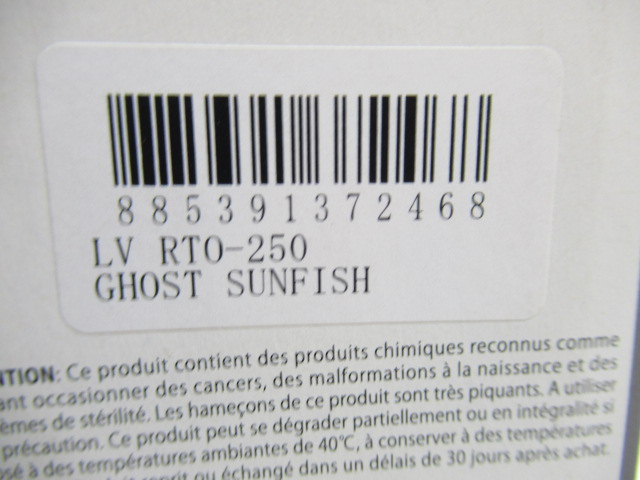 885391372468
LV RTO-250
GHOST SUNFISH
: Ce produit contient des produits chimiques reconnus comme
occasionner des cancers, des malformations à la naissance et des
de stérilité. Les hameçons de ce produit sont très piquants. A utiliser
précaution. Ce produit peut se dégrader partiellement ou en intégralité si
à des températures ambiantes de 40°C, à conserver à des températures
ou échangé dans un délais de 30 jours après achat.